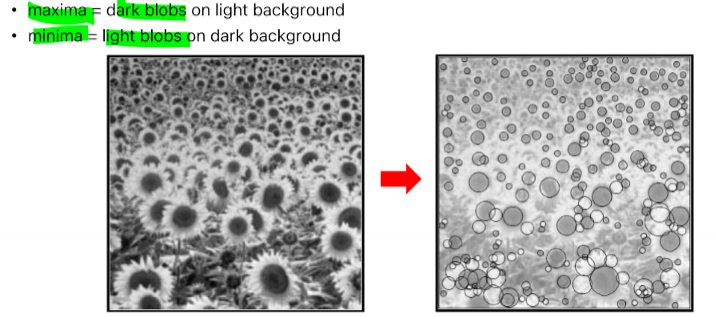 • maxima = dark blobs on light background
• minima = light blobs on dark background